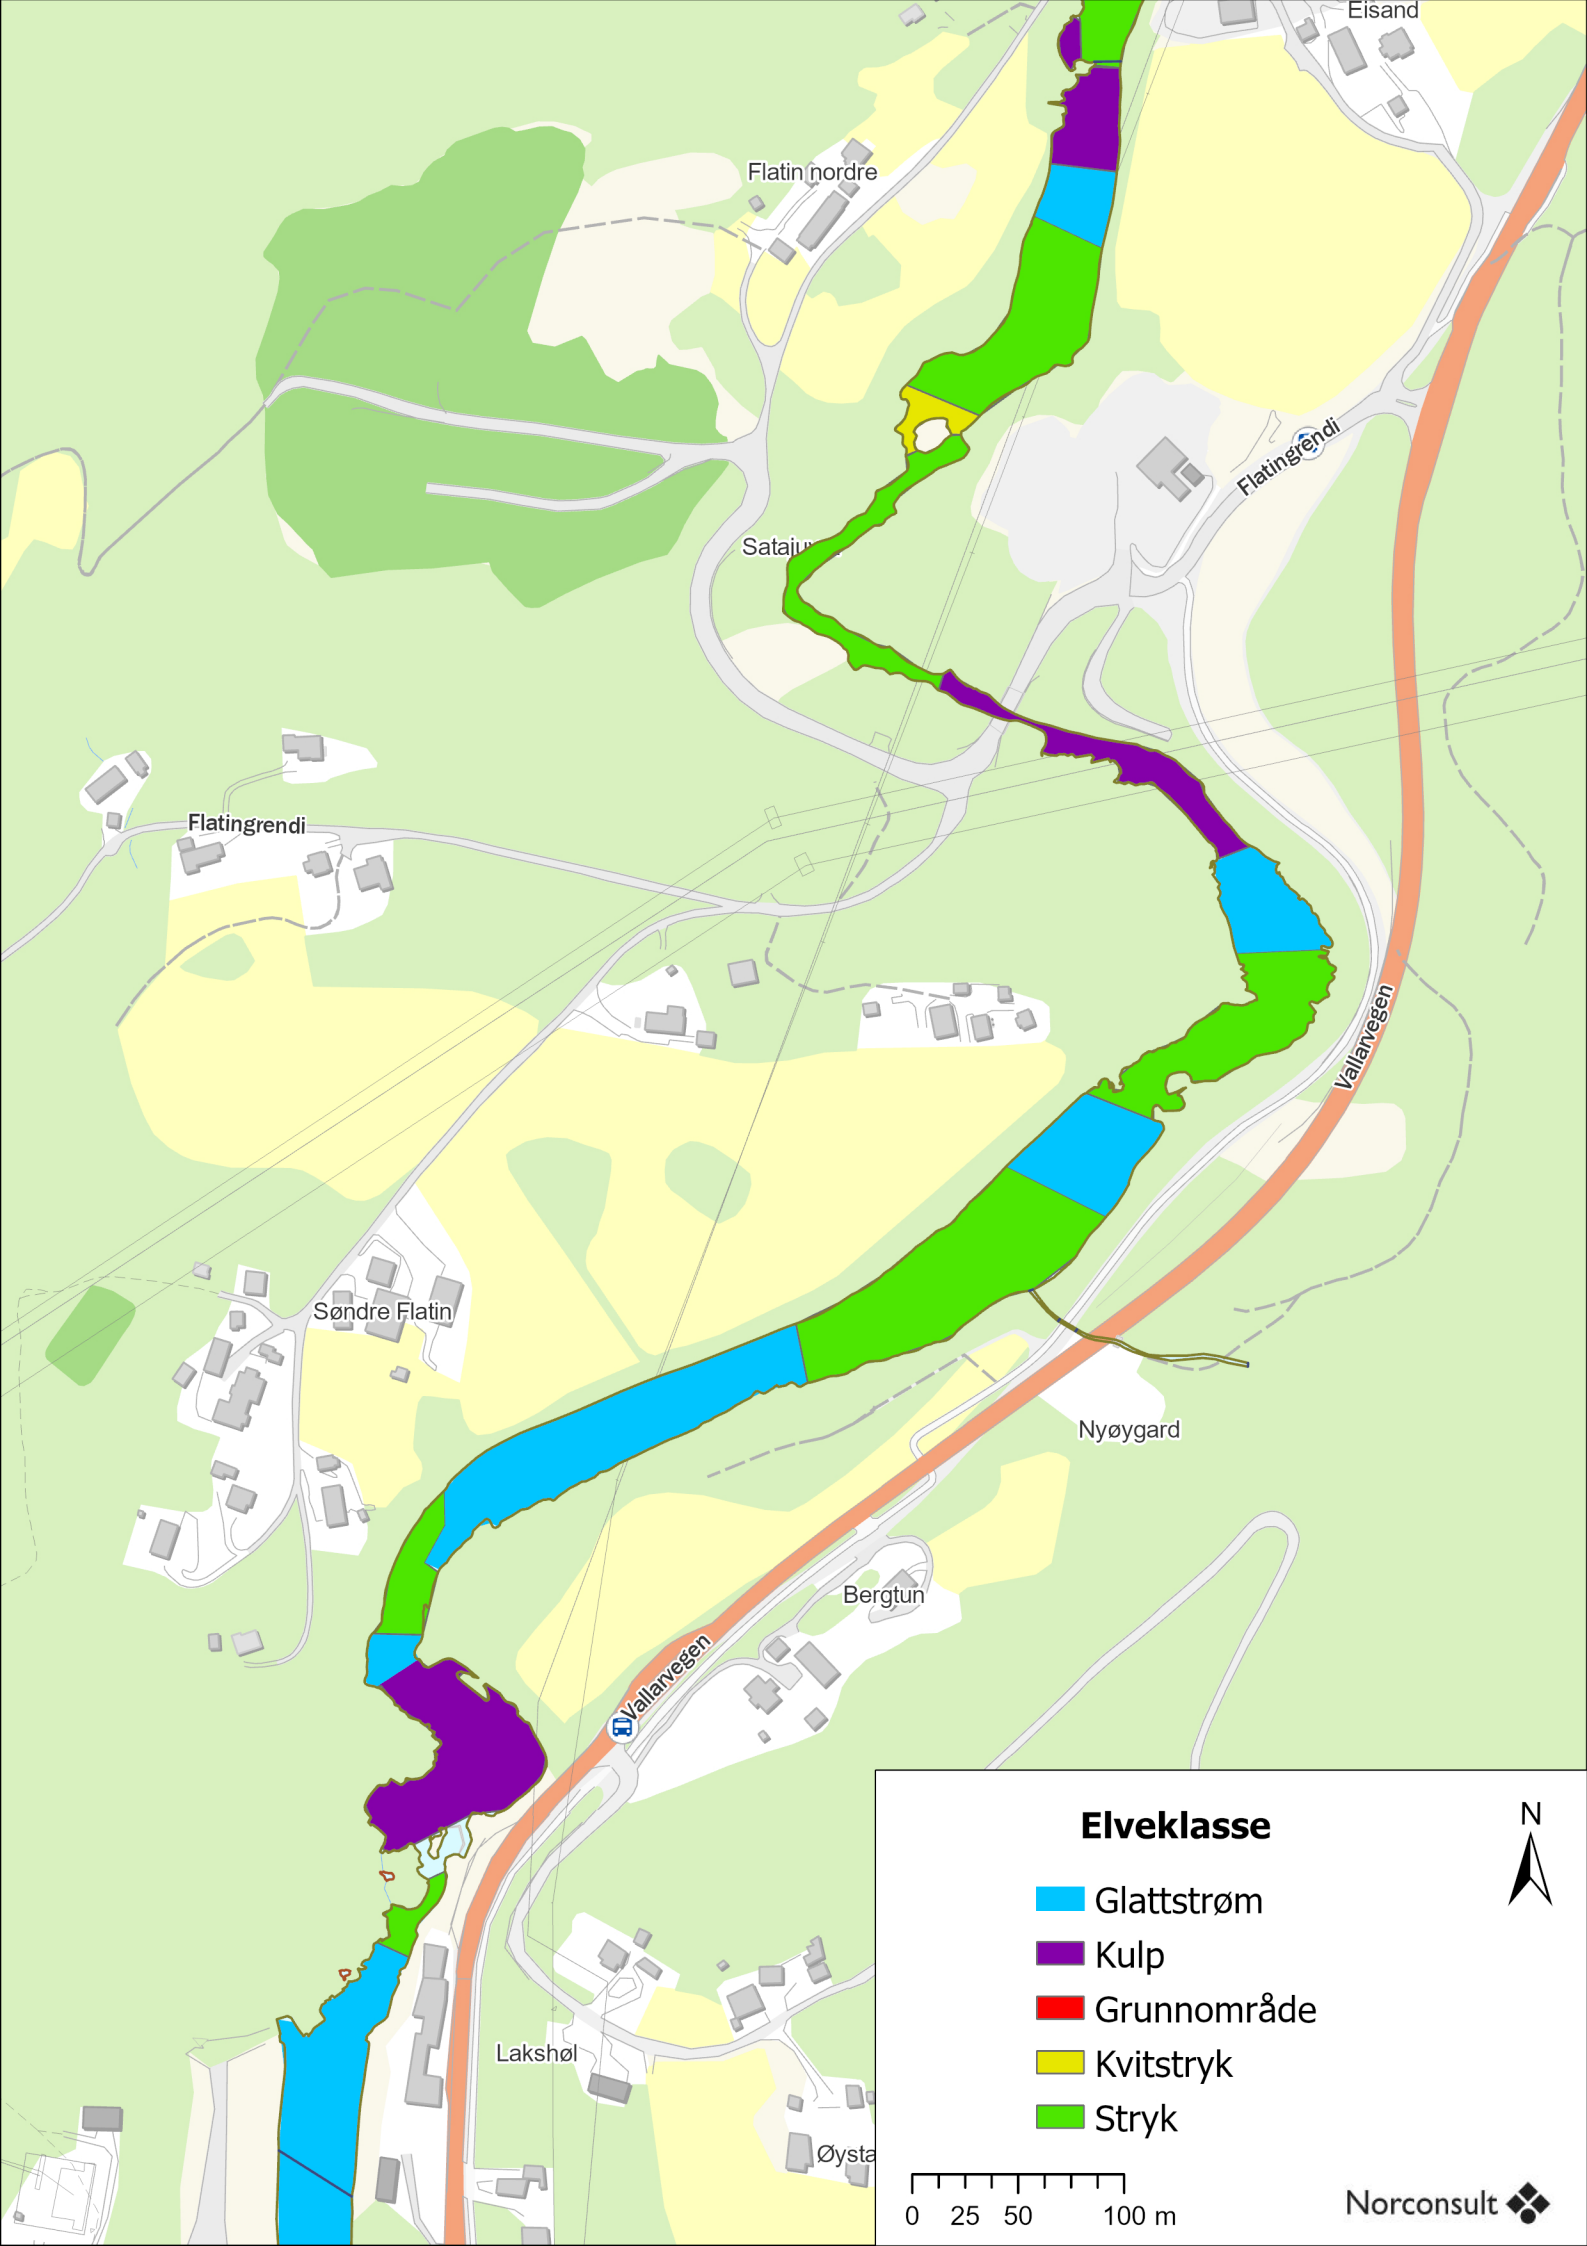 Eisand
Flatin nordre
Flatingrendi
Flatingrendi
Vallarvegen
Søndre Flatin
Nyøygard
Bergtun
Vallarvegen
Lakshøl
Elveklasse
N
Glattstrøm
Kulp
Grunnområde
Kvitstryk
Stryk
Øysta
0 25 50 100 m
Norconsult